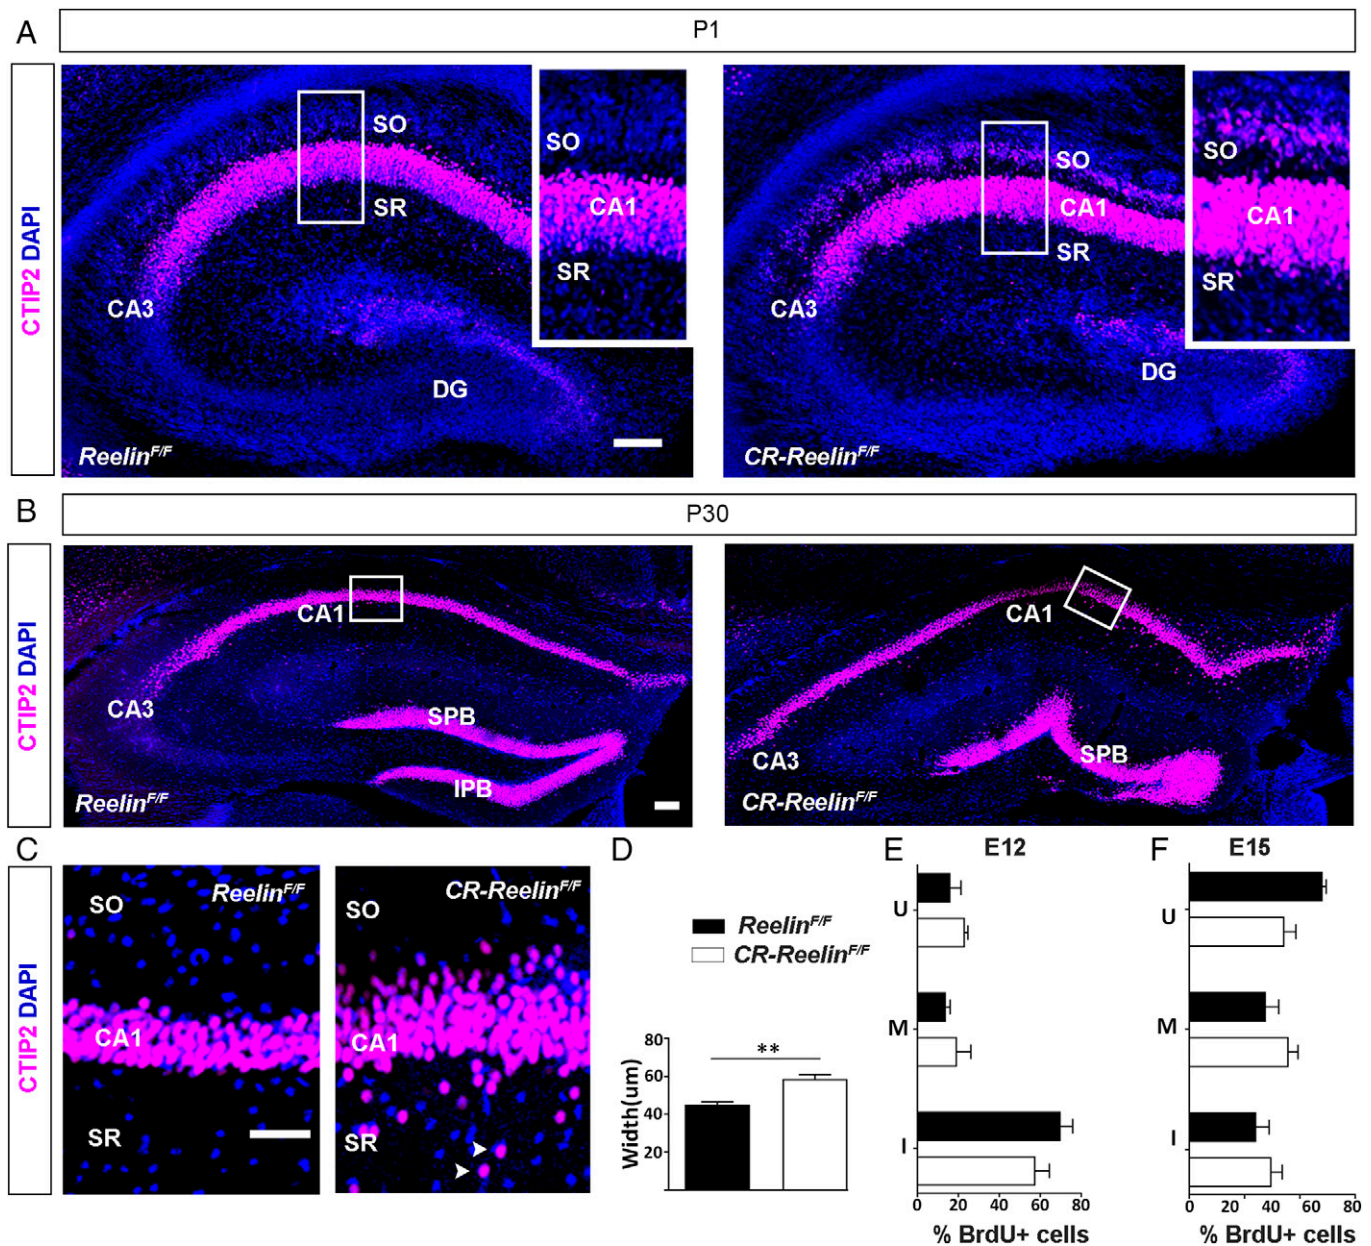 A
P1
CTIP2 DAPI
SO
SR
CA3
DG
Reelin^F/F
SO
CA1
SR
SO
CA1
SR
CA3
DG
CR-Reelin^F/F
SO
CA1
SR
B
P30
CTIP2 DAPI
CA1
CA3
SPB
IPB
Reelin^F/F
CA1
CA3
SPB
CR-Reelin^F/F
C
CTIP2 DAPI
Reelin^F/F
SO
CA1
SR
CR-Reelin^F/F
SO
CA1
SR
D
Reelin^F/F
CR-Reelin^F/F
Width(um)
80
60
40
20
**
E
E12
U
M
I
0 20 40 60 80
% BrdU+ cells
F
E15
U
M
I
0 40 60 80
% BrdU+ cells